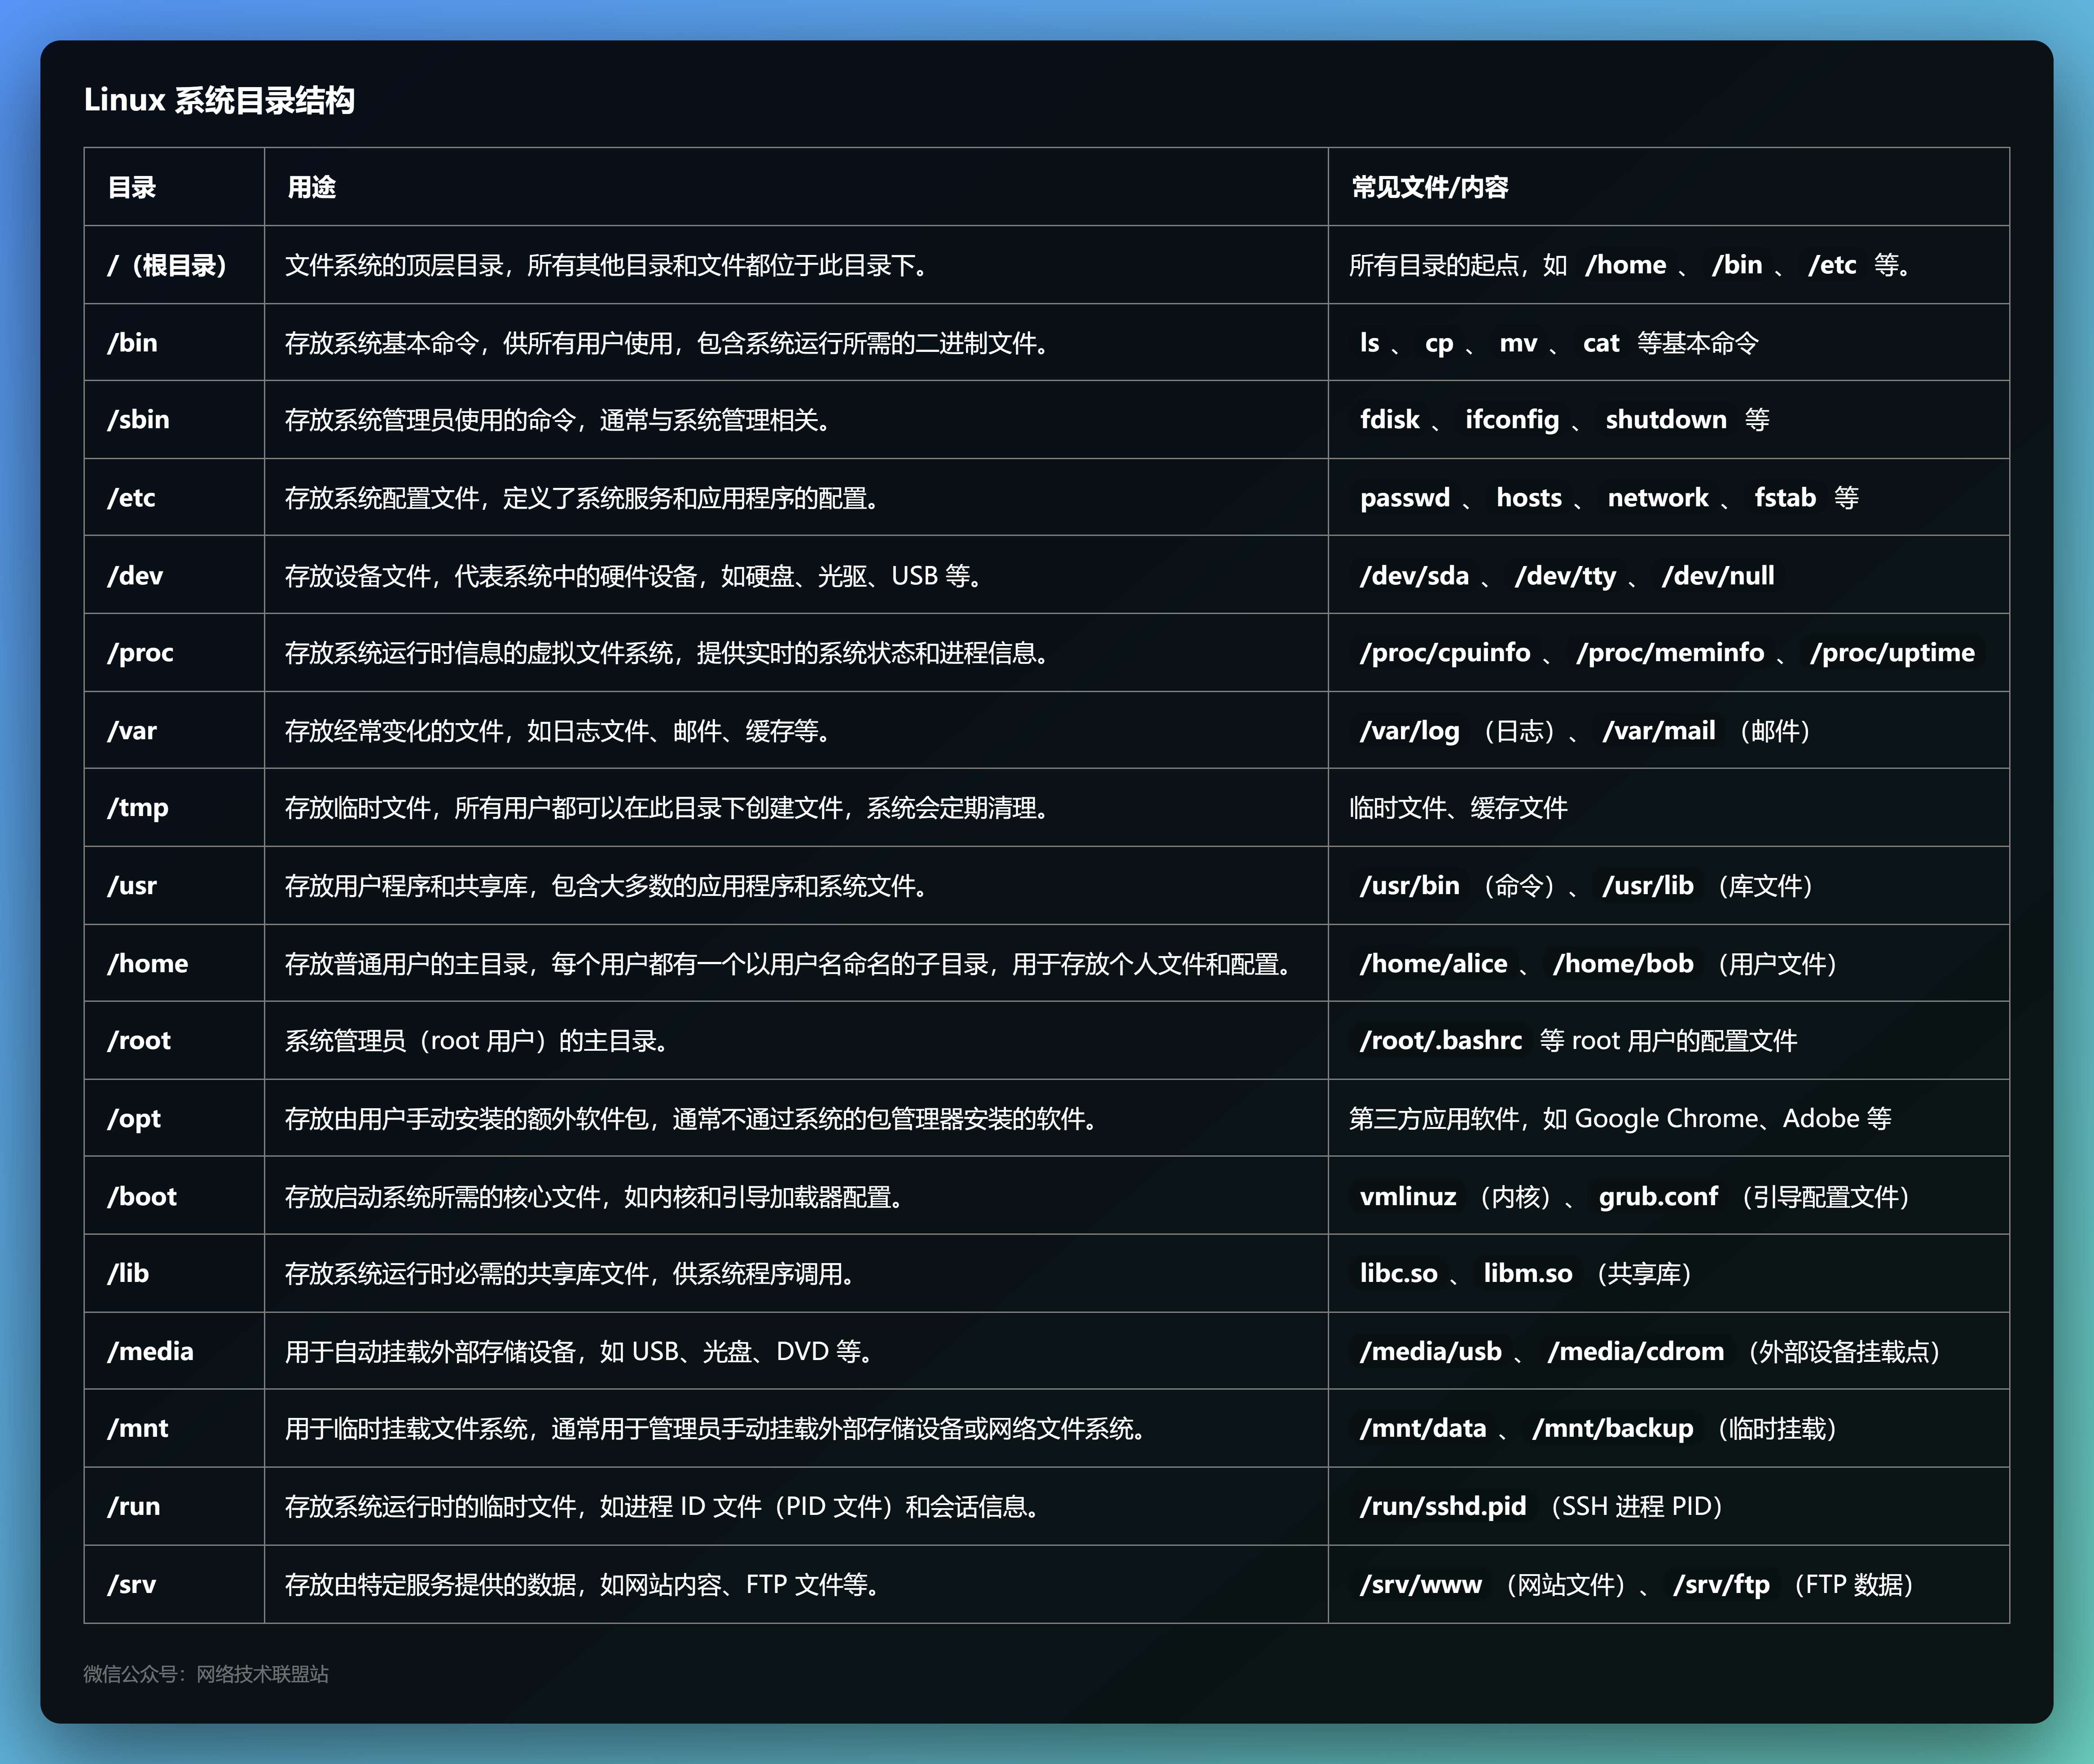 Linux 系统目录结构
目录 用途 常见文件/内容
/（根目录） 文件系统的顶层目录，所有其他目录和文件都位于此目录下。 所有目录的起点，如 /home 、 /bin 、 /etc 等。
/bin 存放系统基本命令，供所有用户使用，包含系统运行所需的二进制文件。 ls 、 cp 、 mv 、 cat 等基本命令
/sbin 存放系统管理员使用的命令，通常与系统管理相关。 fdisk 、 ifconfig 、 shutdown 等
/etc 存放系统配置文件，定义了系统服务和应用程序的配置。 passwd 、 hosts 、 network 、 fstab 等
/dev 存放设备文件，代表系统中的硬件设备，如硬盘、光驱、USB 等。 /dev/sda 、 /dev/tty 、 /dev/null
/proc 存放系统运行时信息的虚拟文件系统，提供实时的系统状态和进程信息。 /proc/cpuinfo 、 /proc/meminfo 、 /proc/uptime
/var 存放经常变化的文件，如日志文件、邮件、缓存等。 /var/log （日志）、 /var/mail （邮件）
/tmp 存放临时文件，所有用户都可以在此目录下创建文件，系统会定期清理。 临时文件、缓存文件
/usr 存放用户程序和共享库，包含大多数的应用程序和系统文件。 /usr/bin （命令）、 /usr/lib （库文件）
/home 存放普通用户的主目录，每个用户都有一个以用户名命名的子目录，用于存放个人文件和配置。 /home/alice 、 /home/bob （用户文件）
/root 系统管理员（root 用户）的主目录。 /root/.bashrc 等 root 用户的配置文件
/opt 存放由用户手动安装的额外软件包，通常不通过系统的包管理器安装的软件。 第三方应用软件，如 Google Chrome、Adobe 等
/boot 存放启动系统所需的核心文件，如内核和引导加载器配置。 vmlinuz （内核）、 grub.conf （引导配置文件）
/lib 存放系统运行时必需的共享库文件，供系统程序调用。 libc.so 、 libm.so （共享库）
/media 用于自动挂载外部存储设备，如 USB、光盘、DVD 等。 /media/usb 、 /media/cdrom （外部设备挂载点）
/mnt 用于临时挂载文件系统，通常用于管理员手动挂载外部存储设备或网络文件系统。 /mnt/data 、 /mnt/backup （临时挂载）
/run 存放系统运行时的临时文件，如进程 ID 文件（PID 文件）和会话信息。 /run/sshd.pid （SSH 进程 PID）
/srv 存放由特定服务提供的数据，如网站内容、FTP 文件等。 /srv/www （网站文件）、 /srv/ftp （FTP 数据）
微信公众号：网络技术联盟站